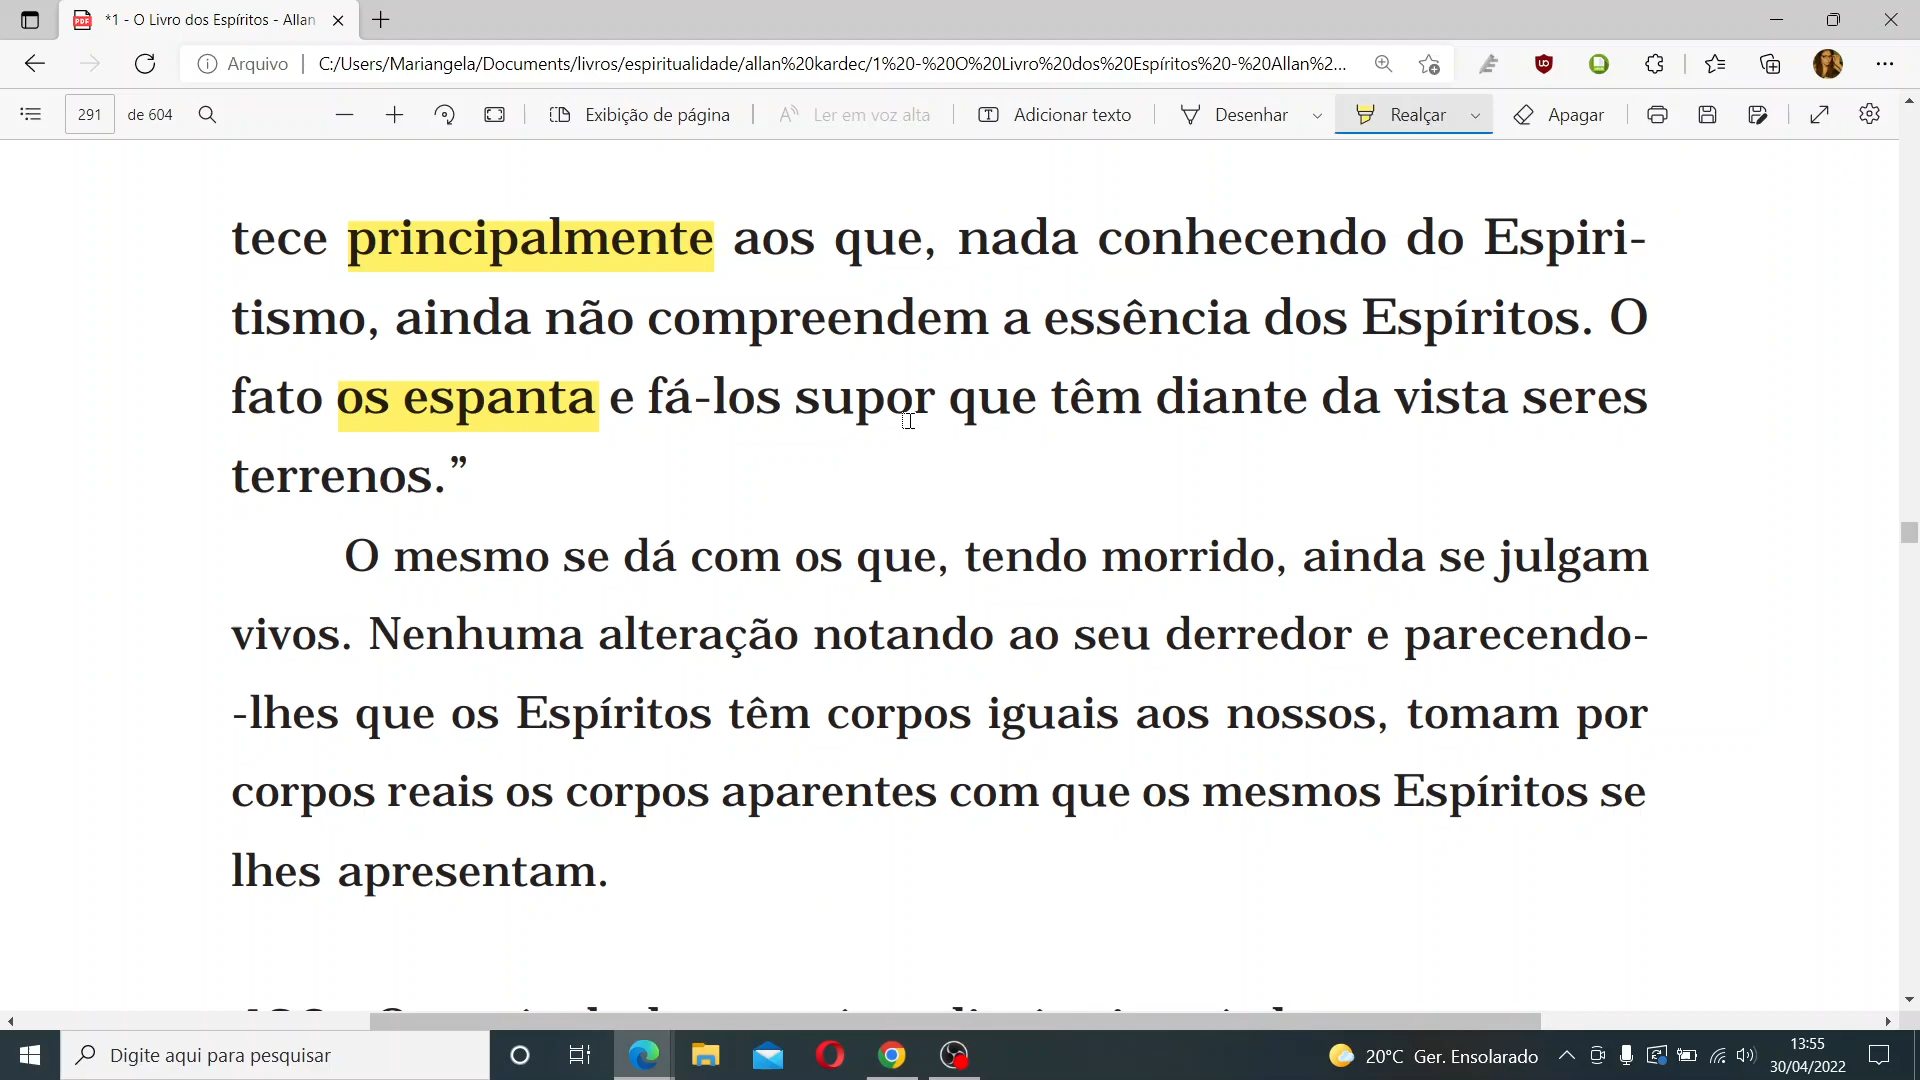 *1 - O Livro dos Espíritos - Allan
Arquivo
C:/Users/Mariangela/Documents/livros/espiritualidade/allan%20kardec/1%20-%20O%20Livro%20dos%20Espíritos%20-%20Allan%2...
291 de 604
Exibição de página
Ler em voz alta
Adicionar texto
Desenhar
Realçar
Apagar
tece principalmente aos que, nada conhecendo do Espiri-
tismo, ainda não compreendem a essência dos Espíritos. O
fato os espanta e fá-los supor que têm diante da vista seres
terrenos.”
O mesmo se dá com os que, tendo morrido, ainda se julgam
vivos. Nenhuma alteração notando ao seu derredor e parecendo-
-lhes que os Espíritos têm corpos iguais aos nossos, tomam por
corpos reais os corpos aparentes com que os mesmos Espíritos se
lhes apresentam.
Digite aqui para pesquisar
20°C Ger. Ensolarado
13:55
30/04/2022